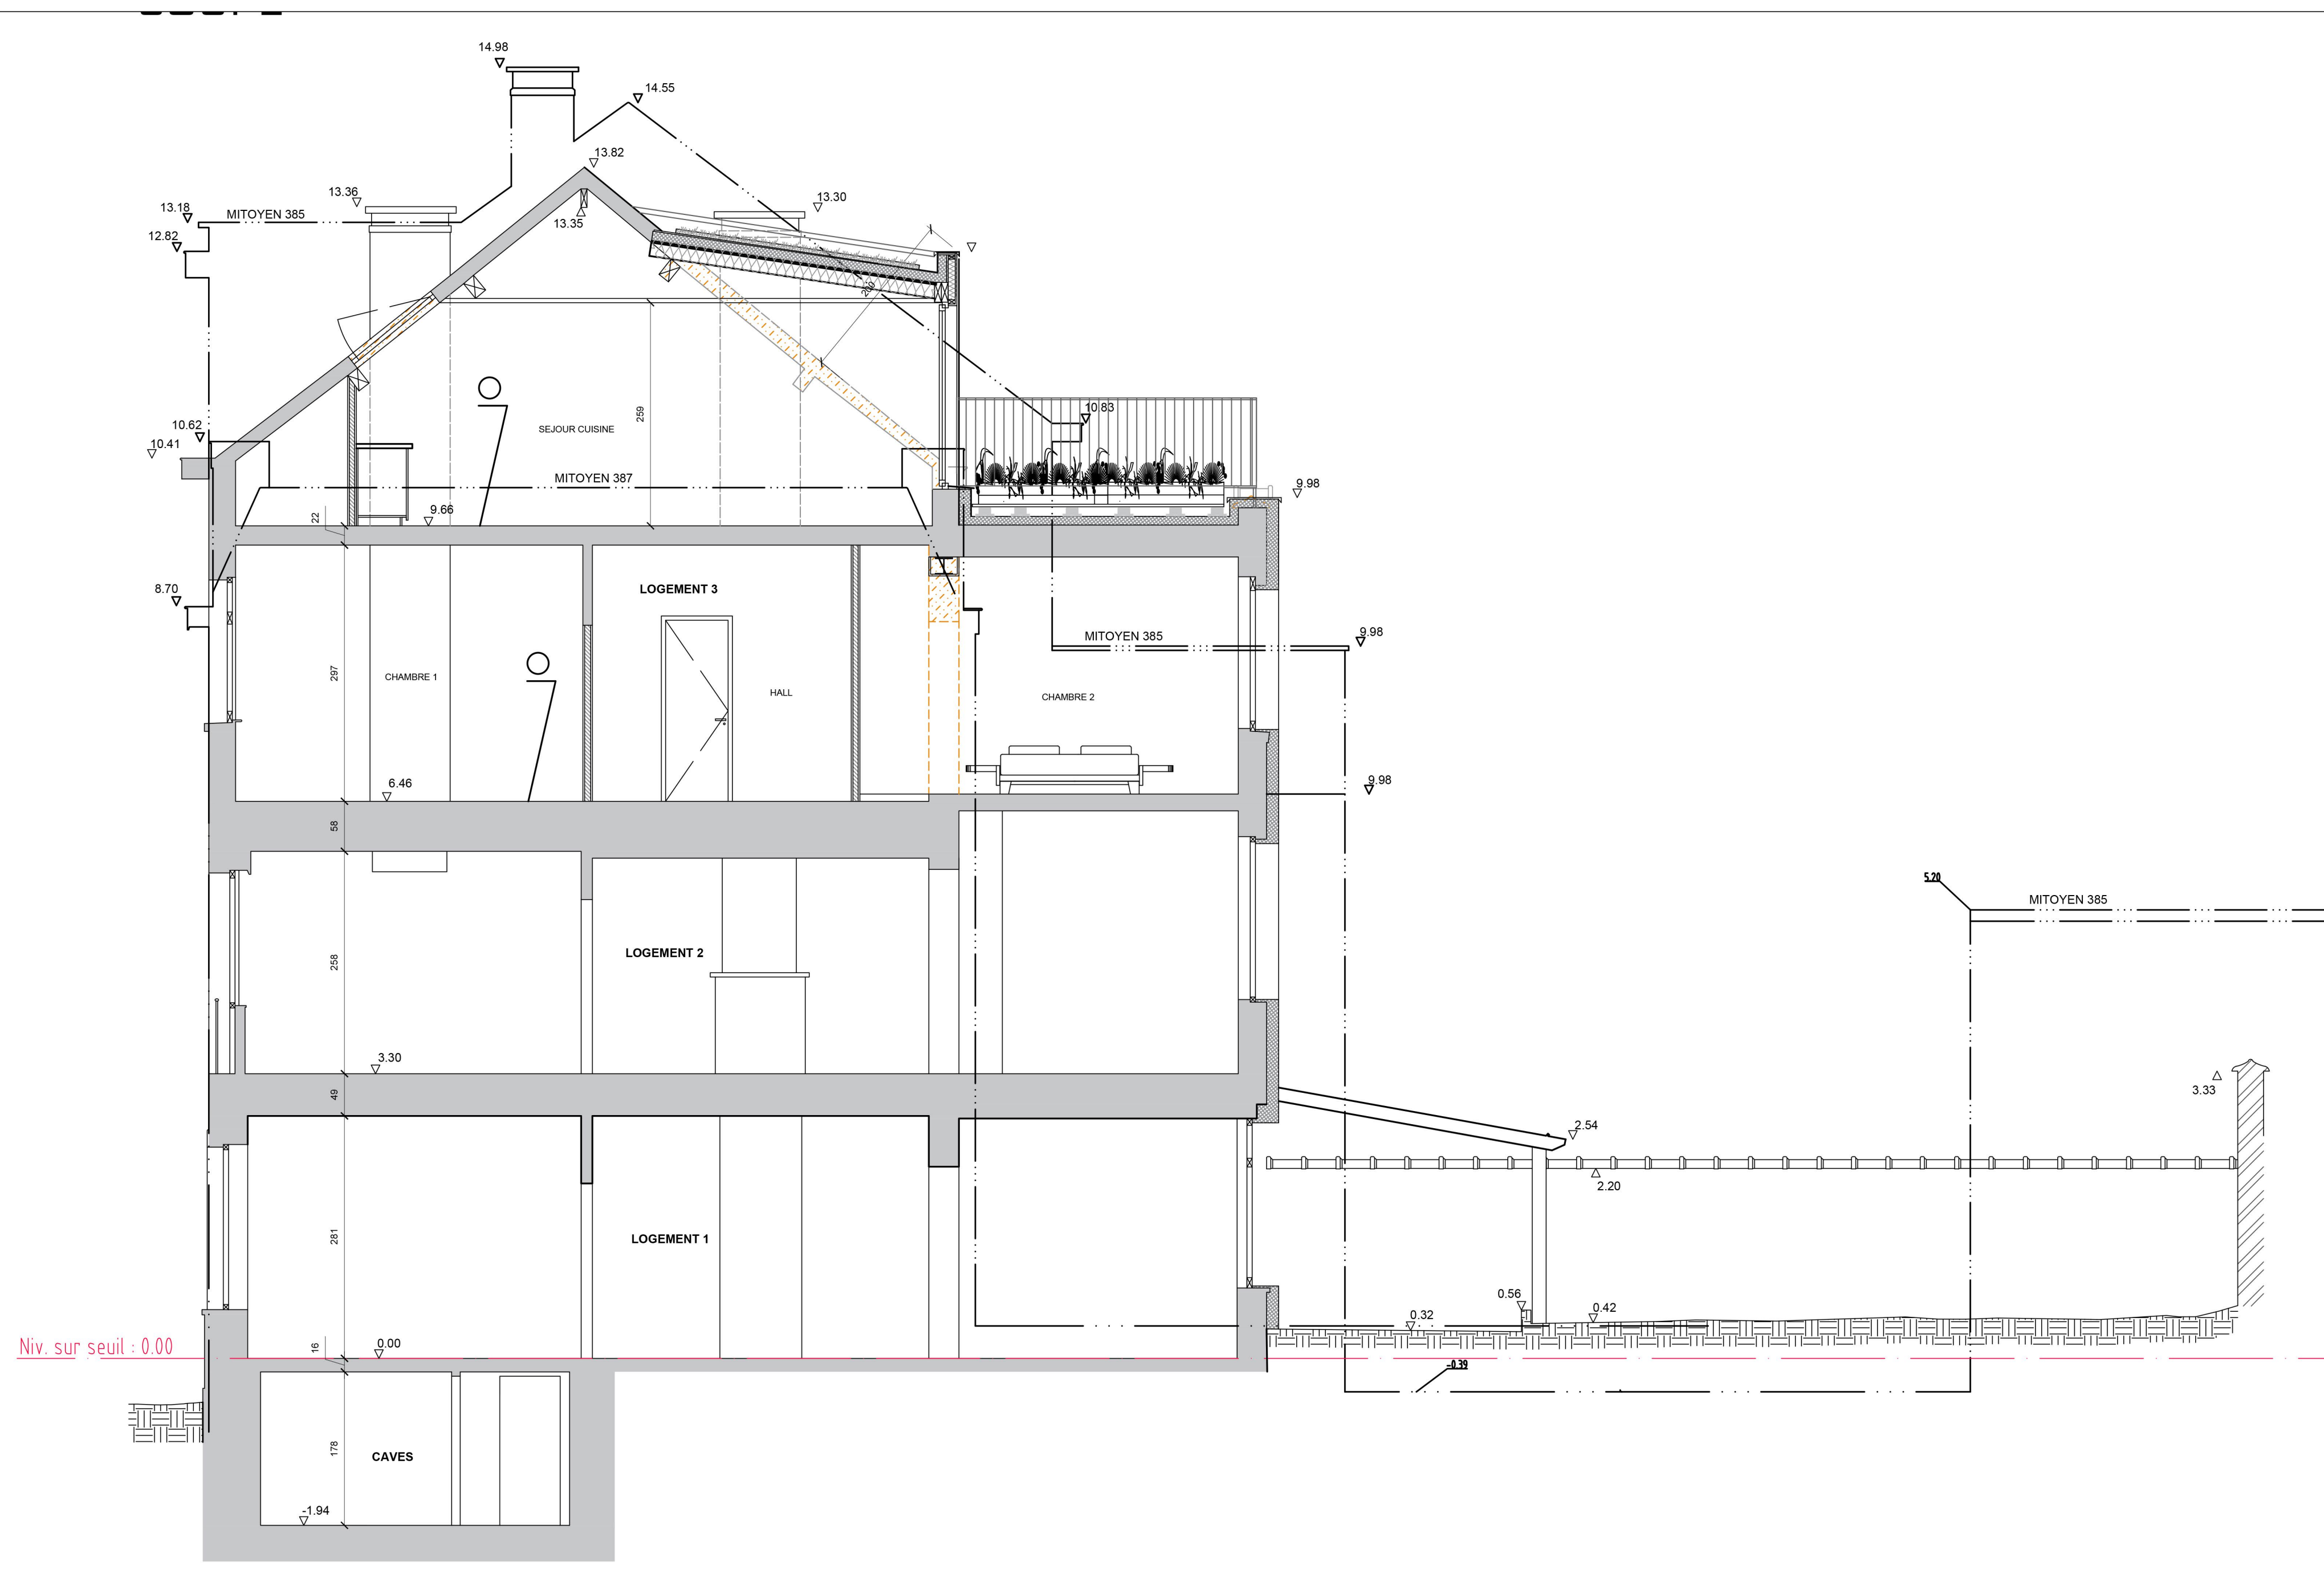 14.98
14.55
13.82
13.36
13.30
13.18
MITOYEN 385
13.35
12.82
280
10.83
259
10.62
SEJOUR CUISINE
10.41
MITOYEN 387
9.98
9.66
22
8.70
LOGEMENT 3
9.98
MITOYEN 385
297
CHAMBRE 1
HALL
CHAMBRE 2
6.46
9.98
58
5.20
MITOYEN 385
258
LOGEMENT 2
3.30
3.33
49
2.54
2.20
281
LOGEMENT 1
0.56
0.42
0.32
Niv. sur seuil : 0.00
16
0.00
-0.39
178
CAVES
-1.94